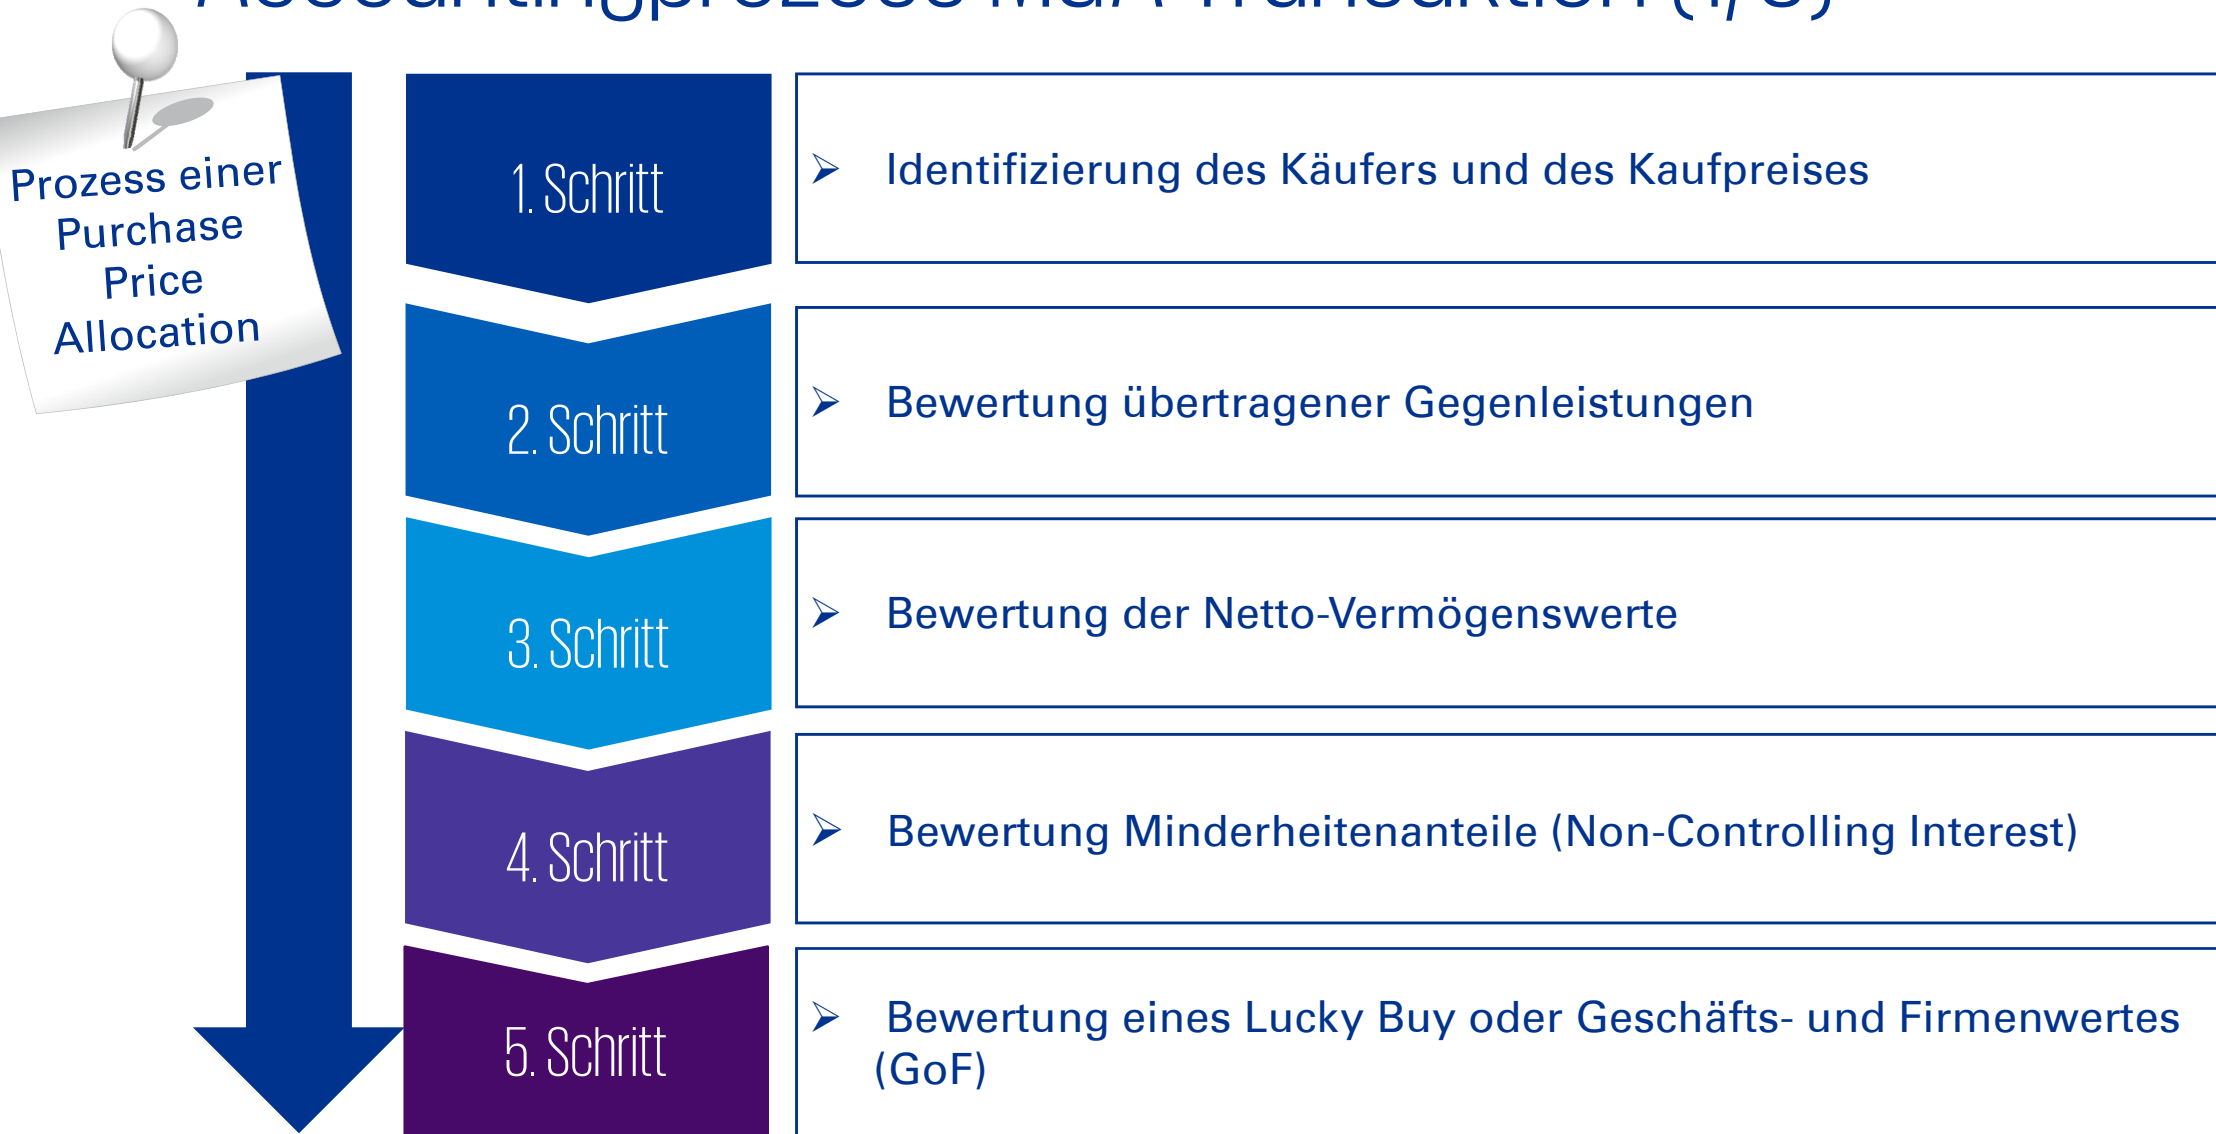 Accountingprozess M&A Transaktion
Prozess einer
Purchase
Price
Allocation
1. Schritt
➢ Identifizierung des Käufers und des Kaufpreises
2. Schritt
➢ Bewertung übertragener Gegenleistungen
3. Schritt
➢ Bewertung der Netto-Vermögenswerte
4. Schritt
➢ Bewertung Minderheitenanteile (Non-Controlling Interest)
5. Schritt
➢ Bewertung eines Lucky Buy oder Geschäfts- und Firmenwertes
(GoF)